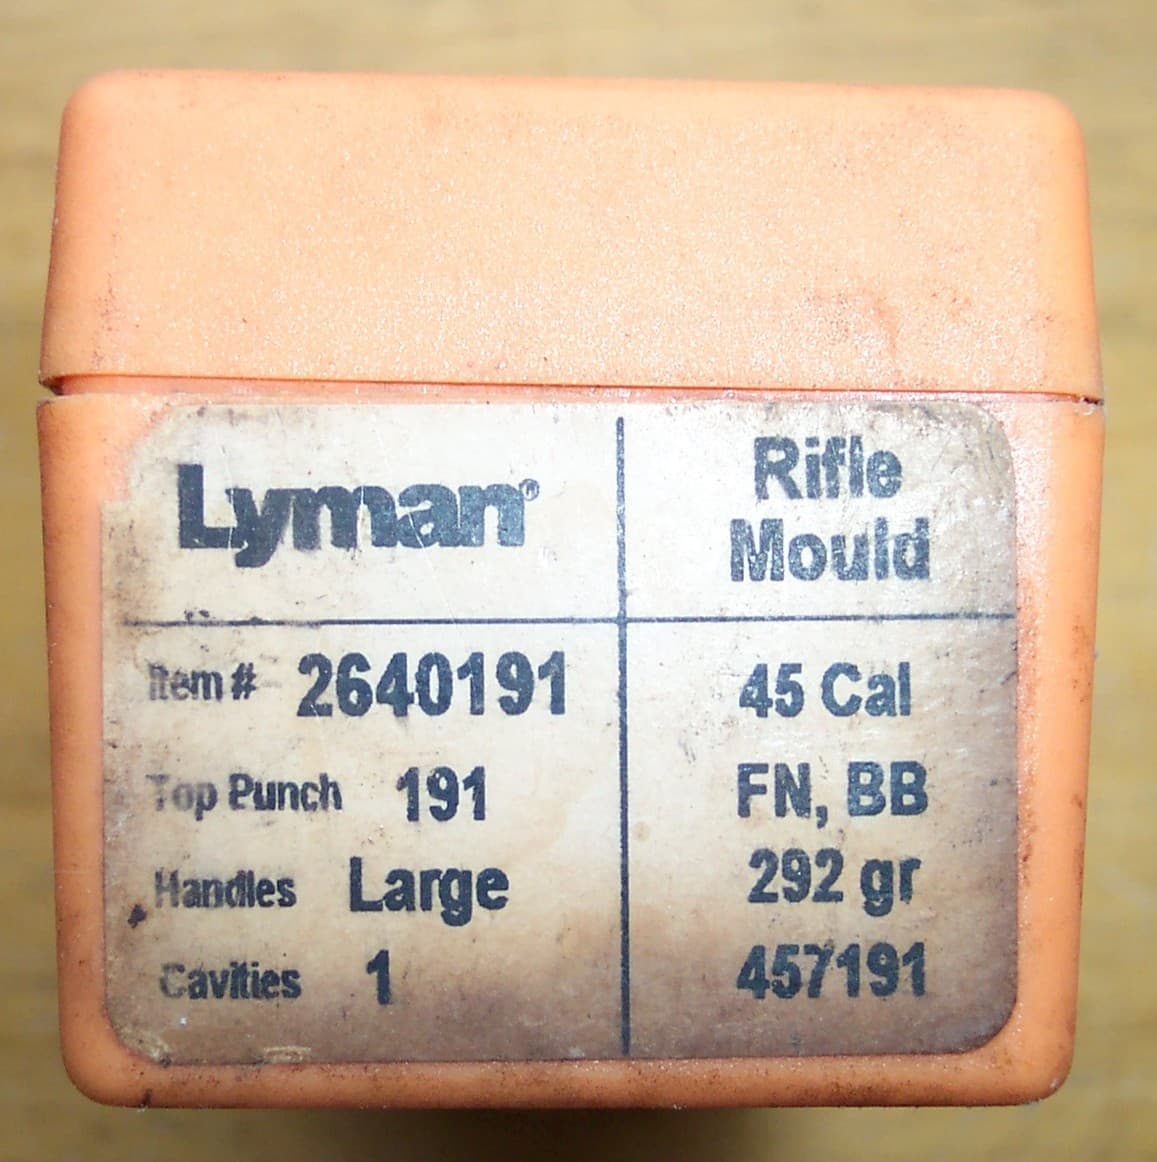 Lyman®
Rifle
Mould
Item # 2640191
45 Cal
Top Punch 191
FN, BB
Handles Large
292 gr
Cavities 1
457191